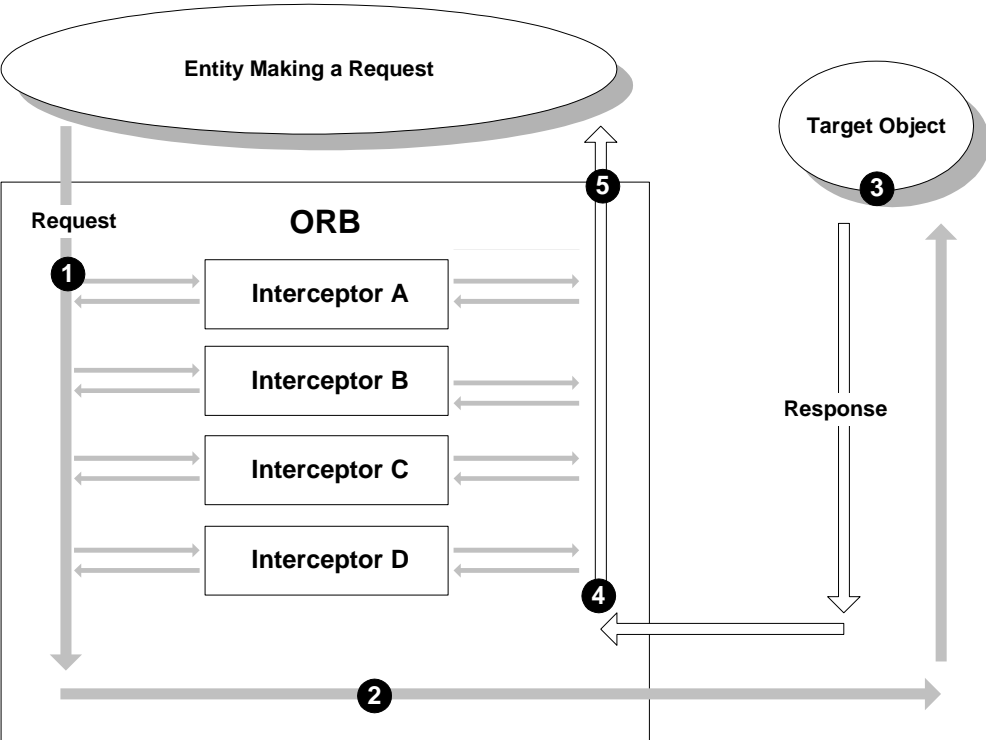 Entity Making a Request
Target Object
3
5
Request
ORB
1
Interceptor A
Interceptor B
Response
Interceptor C
Interceptor D
4
2